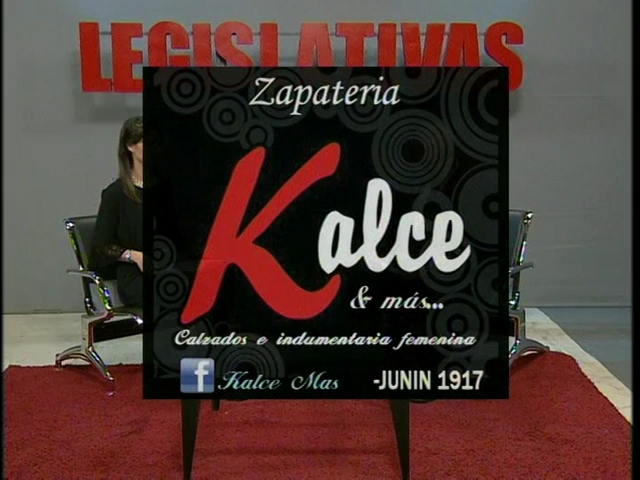 LEGISLATIVAS
Zapateria
Kalce
& más...
Calzados e indumentaria femenina
f Kalce Mas -JUNIN 1917